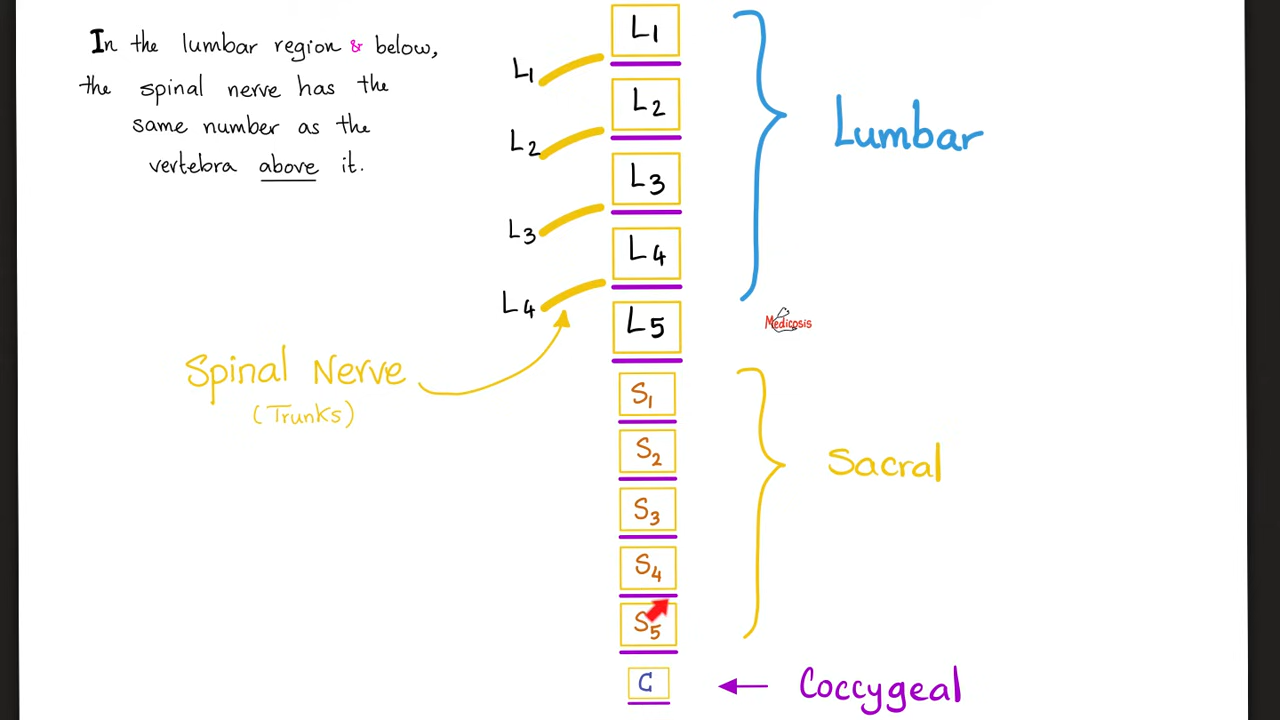 In the lumbar region & below,
the spinal nerve has the
same number as the
vertebra above it.
L1
L2
L3
L4
Spinal Nerve
(Trunks)
L1
L2
L3
L4
L5
S1
S2
S3
S4
S5
C
Lumbar
Medicosis
Sacral
Coccygeal